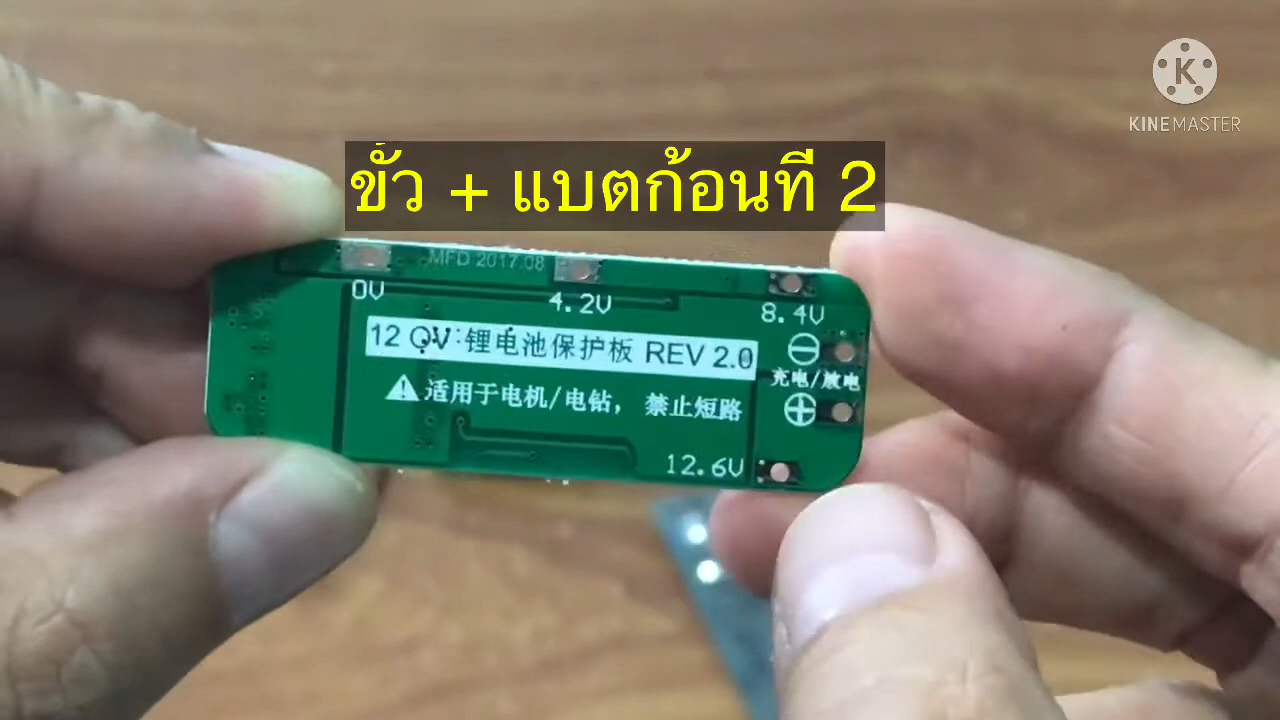 KINEMASTER
ขั้ว + แบตก้อนที่ 2
MFD 2017.08
0V
4.2V
8.4V
锂电池保护板 REV 2.0
充电/放电
适用于电机/电钻， 禁止短路
12.6V